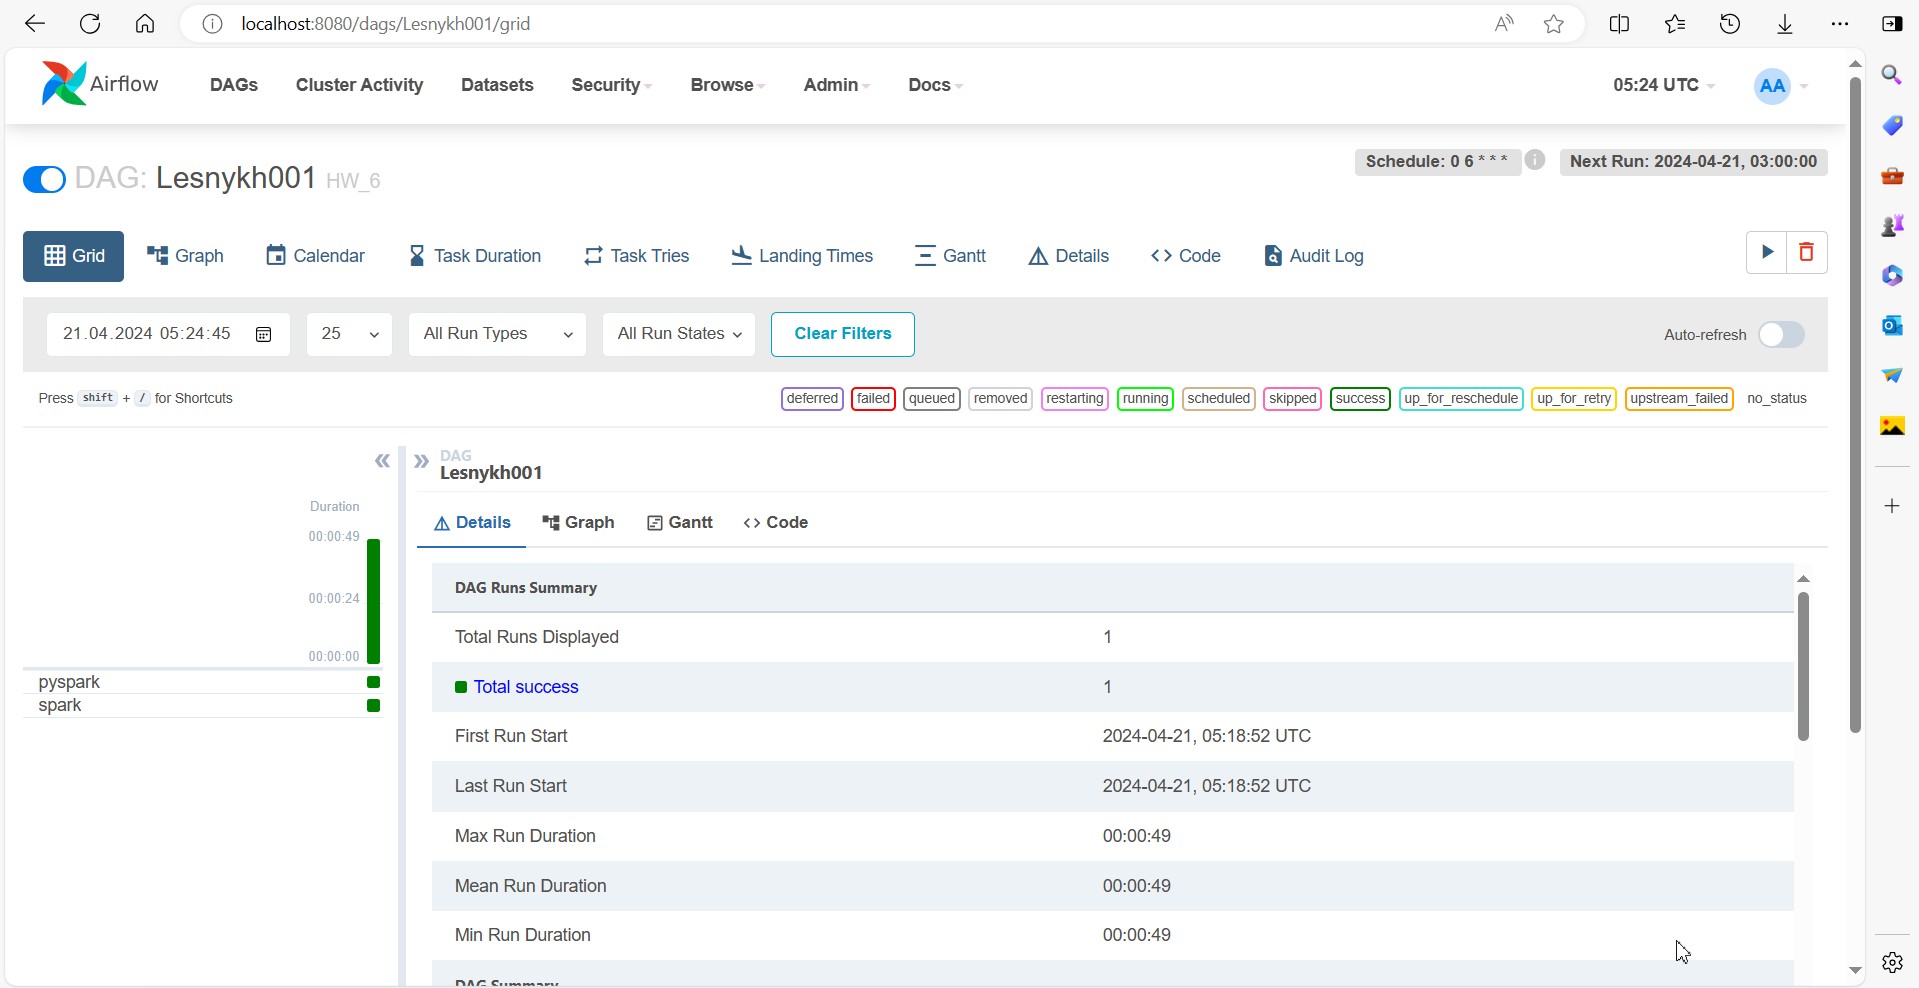 localhost:8080/dags/Lesnykh001/grid
Airflow DAGs Cluster Activity Datasets Security Browse Admin Docs 05:24 UTC AA
DAG: Lesnykh001 HW_6
Schedule: 0 6 * * * Next Run: 2024-04-21, 03:00:00
Grid Graph Calendar Task Duration Task Tries Landing Times Gantt Details Code Audit Log
21.04.2024 05:24:45 25 All Run Types All Run States Clear Filters Auto-refresh
Press shift + / for Shortcuts deferred failed queued removed restarting running scheduled skipped success up_for_reschedule up_for_retry upstream_failed no_status
Duration
00:00:49
00:00:24
00:00:00
pyspark
spark
DAG
Lesnykh001
Details Graph Gantt Code
DAG Runs Summary
Total Runs Displayed 1
Total success 1
First Run Start 2024-04-21, 05:18:52 UTC
Last Run Start 2024-04-21, 05:18:52 UTC
Max Run Duration 00:00:49
Mean Run Duration 00:00:49
Min Run Duration 00:00:49
DAG Summary